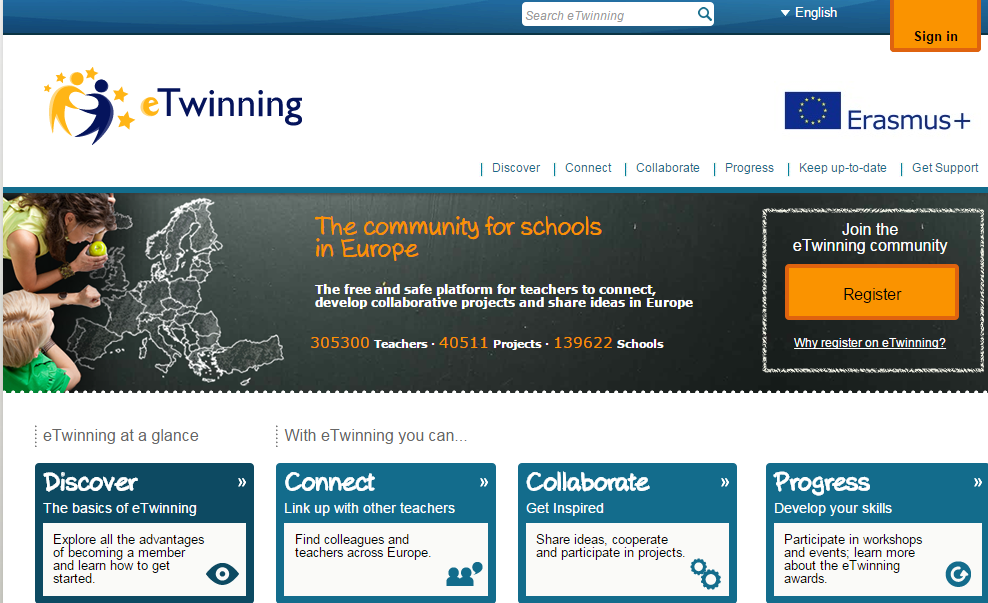 Search eTwinning
English
Sign in
eTwinning
Erasmus+
Discover
Connect
Collaborate
Progress
Keep up-to-date
Get Support
The community for schools
in Europe
The free and safe platform for teachers to connect,
develop collaborative projects and share ideas in Europe
305300 Teachers · 40511 Projects · 139622 Schools
Join the
eTwinning community
Register
Why register on eTwinning?
eTwinning at a glance
With eTwinning you can...
Discover »
The basics of eTwinning
Explore all the advantages
of becoming a member
and learn how to get
started.
Connect »
Link up with other teachers
Find colleagues and
teachers across Europe.
Collaborate »
Get Inspired
Share ideas, cooperate
and participate in projects.
Progress »
Develop your skills
Participate in workshops
and events; learn more
about the eTwinning
awards.